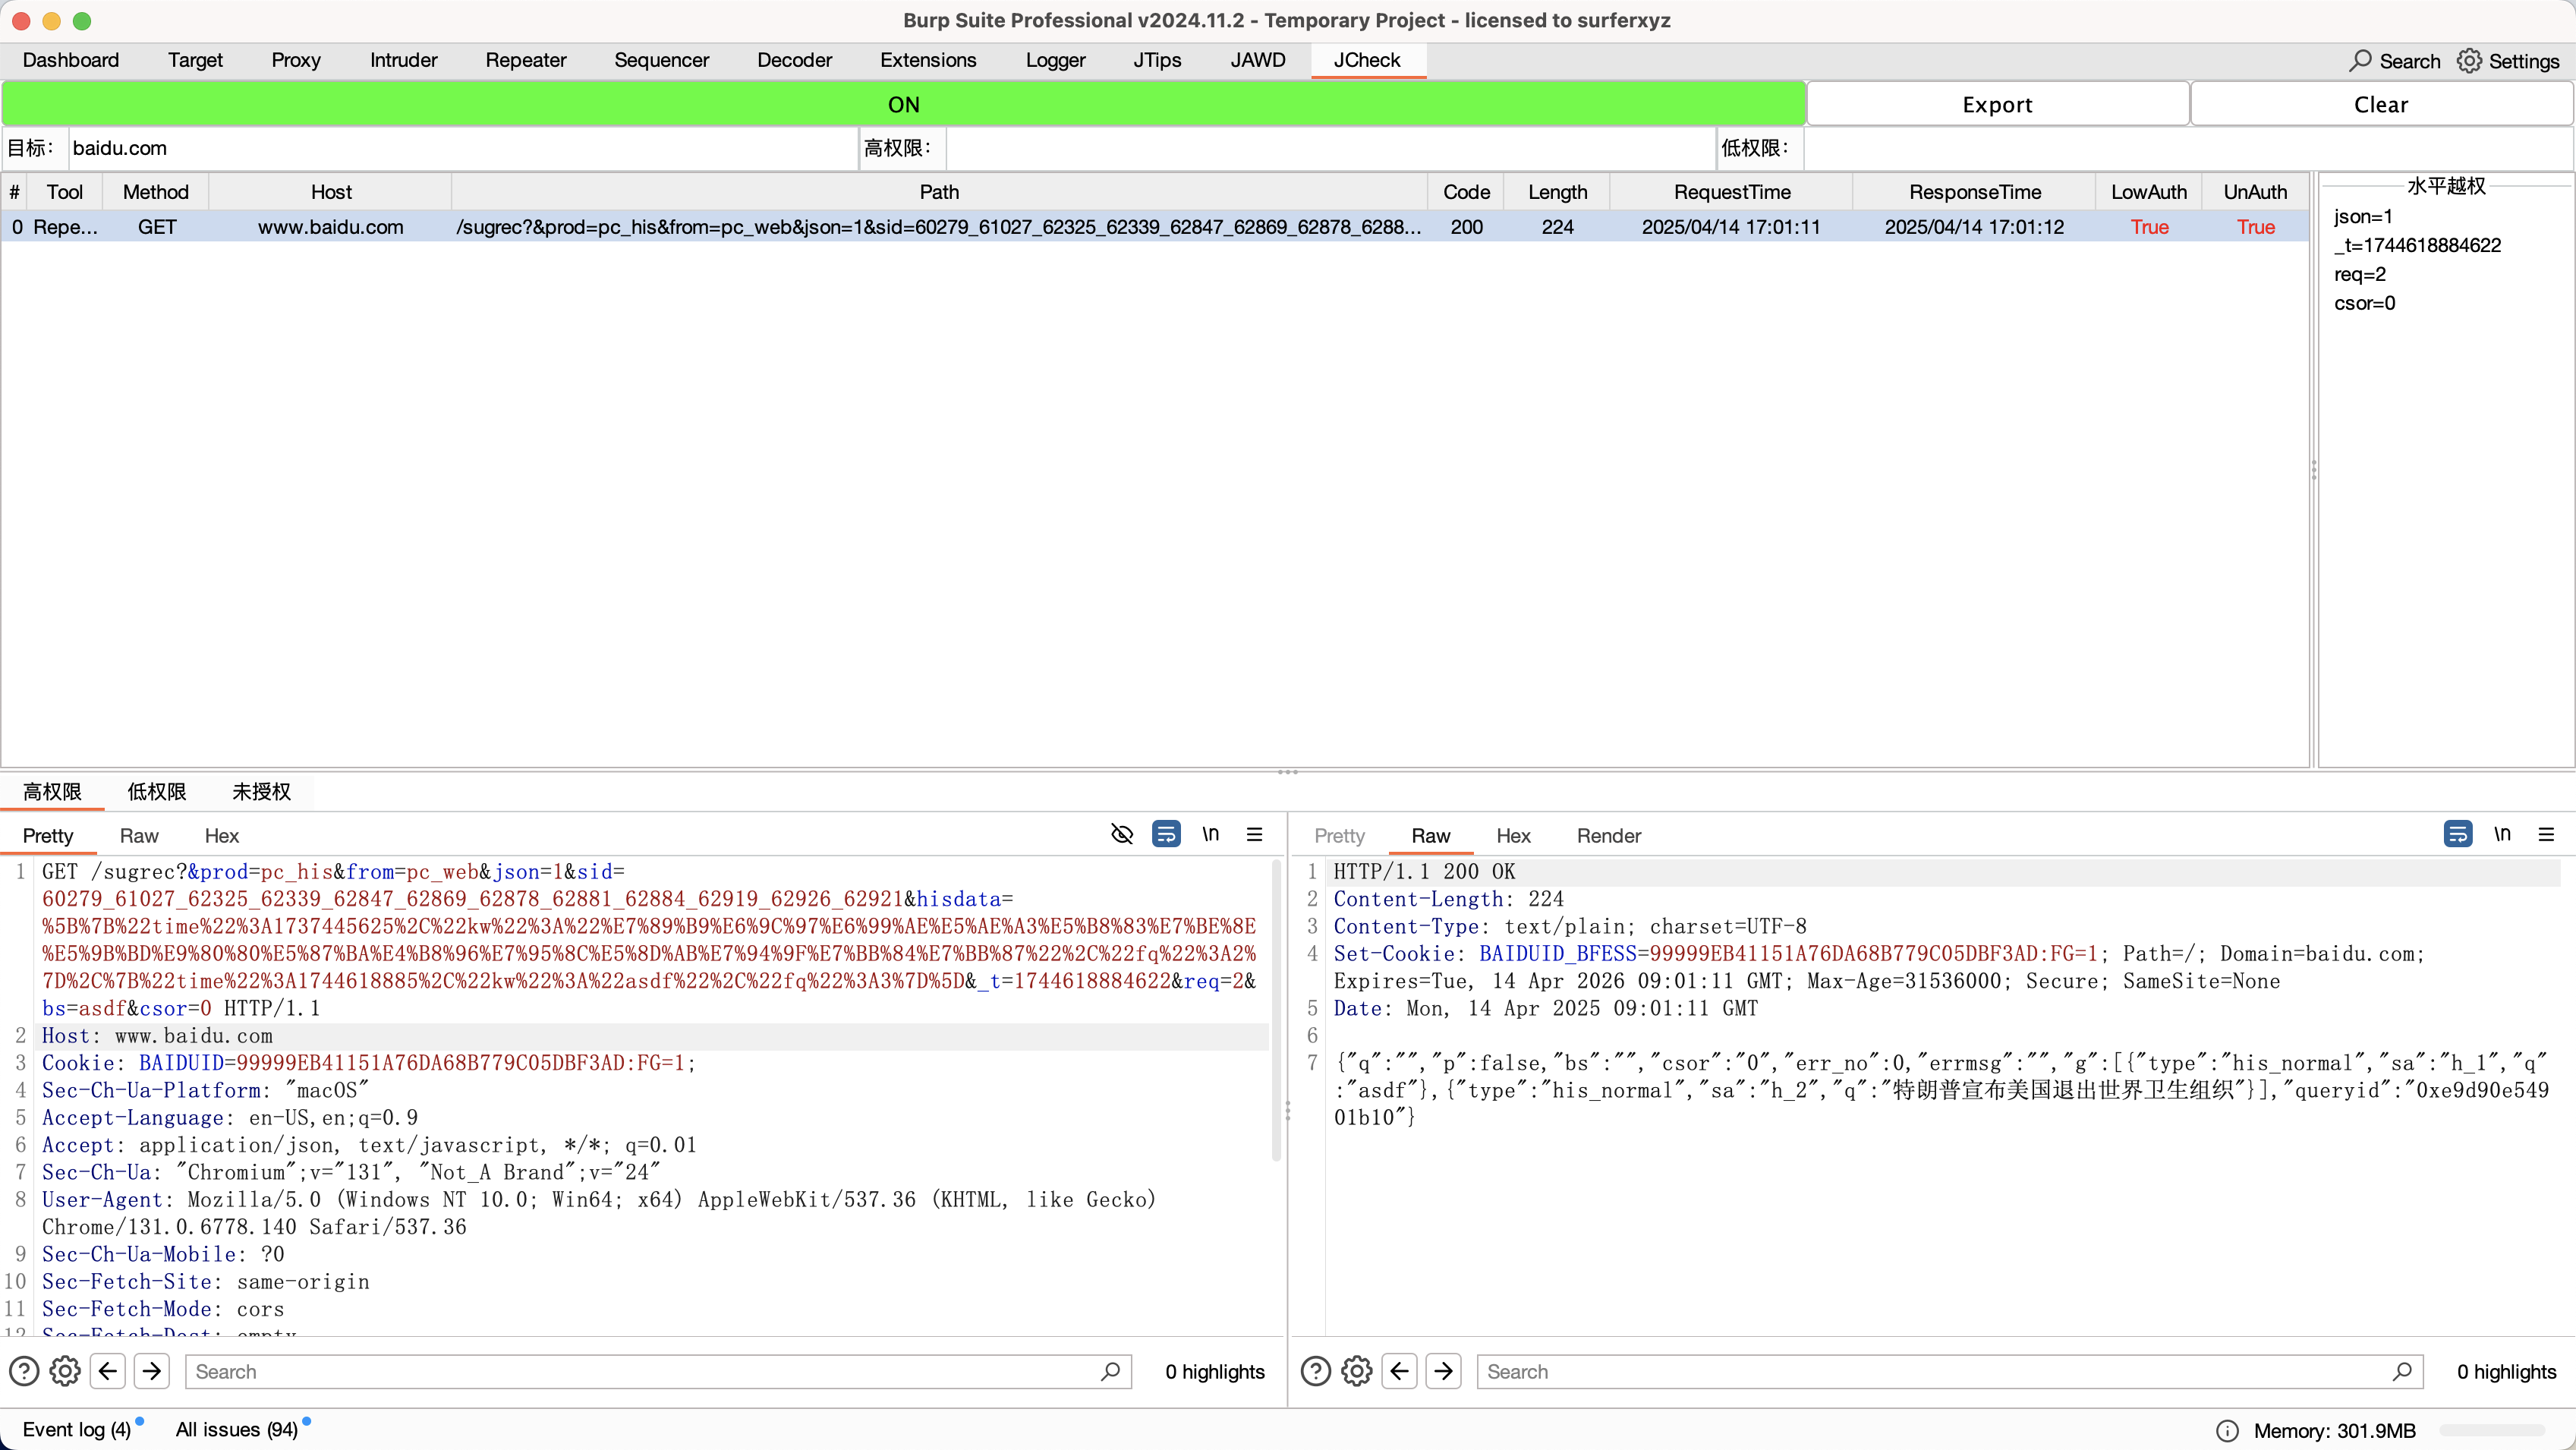 Burp Suite Professional v2024.11.2 - Temporary Project - licensed to surferxyz
Dashboard Target Proxy Intruder Repeater Sequencer Decoder Extensions Logger JTips JAWD JCheck Search Settings
ON Export Clear
目标: baidu.com 高权限: 低权限:
# Tool Method Host Path Code Length RequestTime ResponseTime LowAuth UnAuth
0 Repe... GET www.baidu.com /sugrec?&prod=pc_his&from=pc_web&json=1&sid=60279_61027_62325_62339_62847_62869_62878_6288... 200 224 2025/04/14 17:01:11 2025/04/14 17:01:12 True True
水平越权
json=1
_t=1744618884622
req=2
csor=0
高权限 低权限 未授权
Pretty Raw Hex \n
1 GET /sugrec?&prod=pc_his&from=pc_web&json=1&sid=
60279_61027_62325_62339_62847_62869_62878_62881_62884_62919_62926_62921&hisdata=
%5B%7B%22time%22%3A1737445625%2C%22kw%22%3A%22%E7%89%B9%E6%9C%97%E6%99%AE%E5%AE%A3%E5%B8%83%E7%BE%8E
%E5%9B%BD%E9%80%80%E5%87%BA%E4%B8%96%E7%95%8C%E5%8D%AB%E7%94%9F%E7%BB%84%E7%BB%87%22%2C%22fq%22%3A2%
7D%2C%7B%22time%22%3A1744618885%2C%22kw%22%3A%22asdf%22%2C%22fq%22%3A3%7D%5D&_t=1744618884622&req=2&
bs=asdf&csor=0 HTTP/1.1
2 Host: www.baidu.com
3 Cookie: BAIDUID=99999EB41151A76DA68B779C05DBF3AD:FG=1;
4 Sec-Ch-Ua-Platform: "macOS"
5 Accept-Language: en-US,en;q=0.9
6 Accept: application/json, text/javascript, */*; q=0.01
7 Sec-Ch-Ua: "Chromium";v="131", "Not_A Brand";v="24"
8 User-Agent: Mozilla/5.0 (Windows NT 10.0; Win64; x64) AppleWebKit/537.36 (KHTML, like Gecko)
Chrome/131.0.6778.140 Safari/537.36
9 Sec-Ch-Ua-Mobile: ?0
10 Sec-Fetch-Site: same-origin
11 Sec-Fetch-Mode: cors
12 Sec-Fetch-Dest: empty
Search 0 highlights
Pretty Raw Hex Render \n
1 HTTP/1.1 200 OK
2 Content-Length: 224
3 Content-Type: text/plain; charset=UTF-8
4 Set-Cookie: BAIDUID_BFESS=99999EB41151A76DA68B779C05DBF3AD:FG=1; Path=/; Domain=baidu.com;
Expires=Tue, 14 Apr 2026 09:01:11 GMT; Max-Age=31536000; Secure; SameSite=None
5 Date: Mon, 14 Apr 2025 09:01:11 GMT
6
7 {"q":"","p":false,"bs":"","csor":"0","err_no":0,"errmsg":"","g":[{"type":"his_normal","sa":"h_1","q"
:"asdf"},{"type":"his_normal","sa":"h_2","q":"特朗普宣布美国退出世界卫生组织"}],"queryid":"0xe9d90e549
01b10"}
Search 0 highlights
Event log (4) All issues (94) Memory: 301.9MB